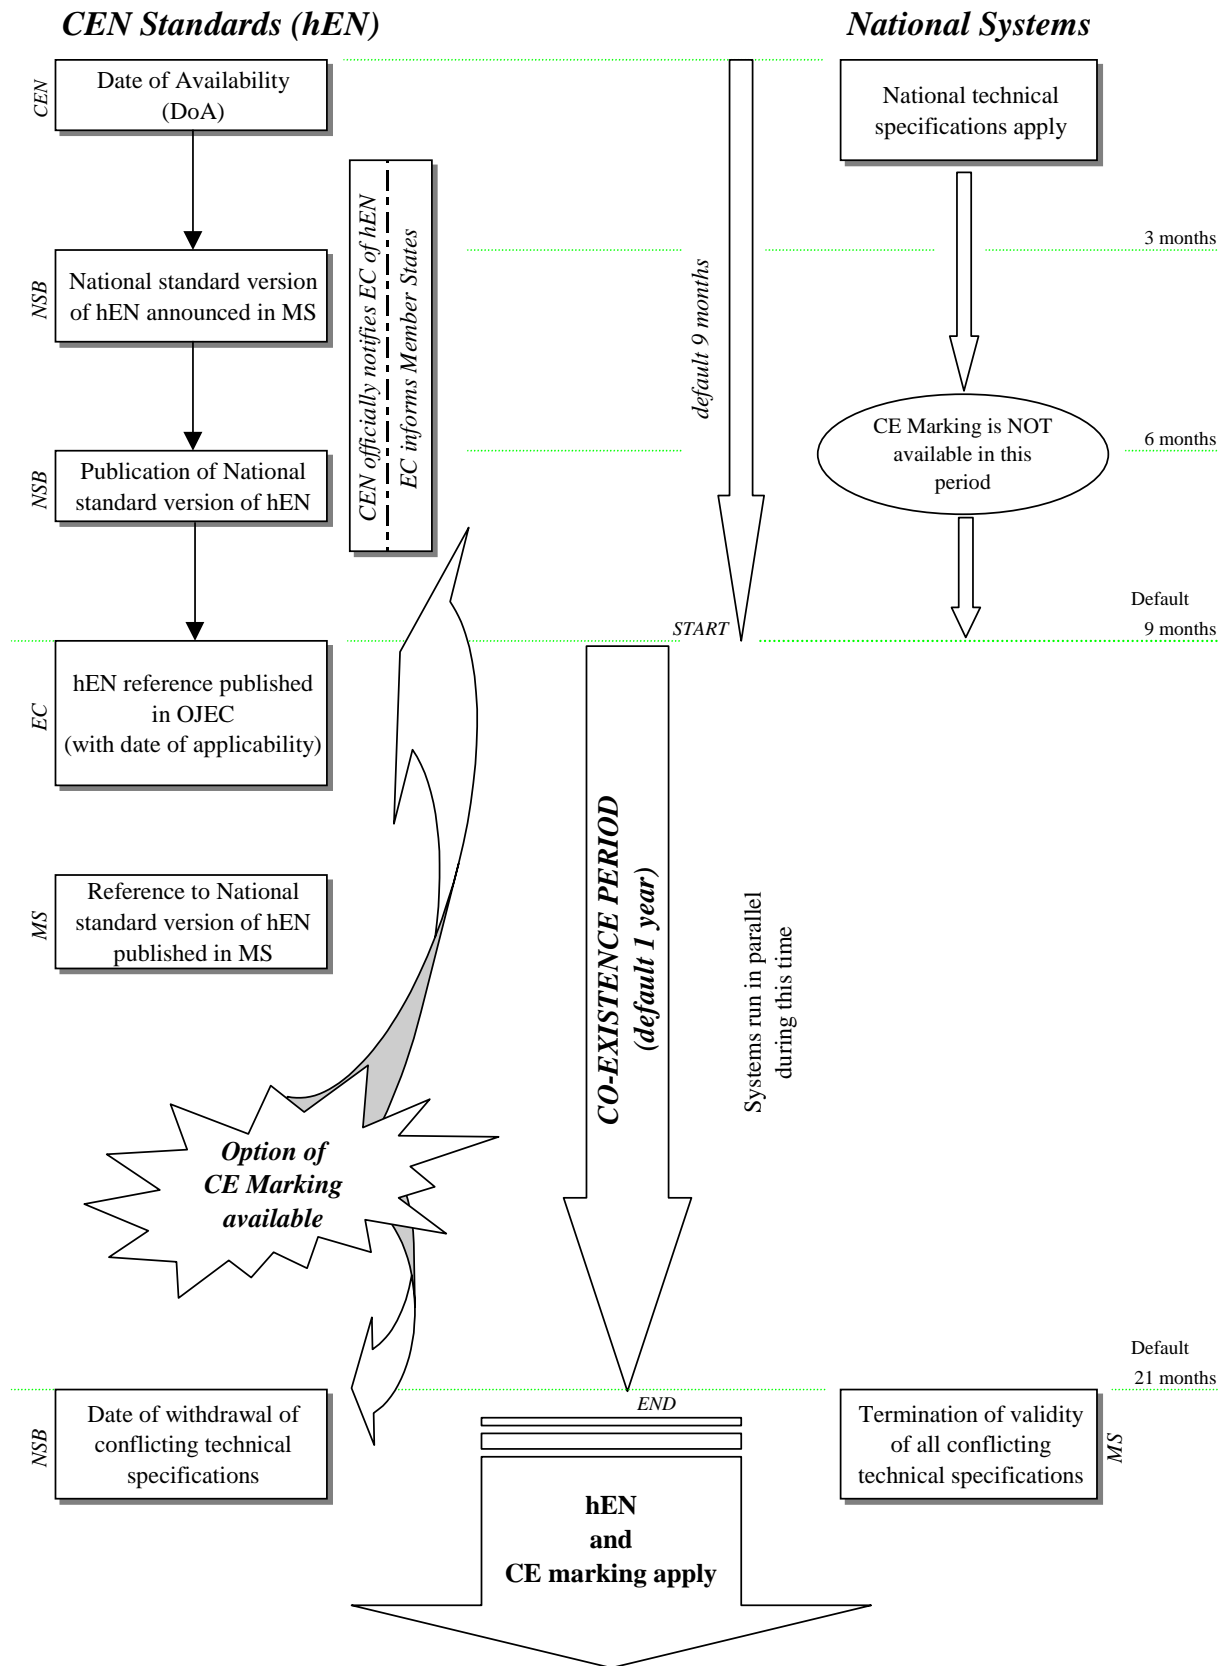 CEN Standards (hEN)
National Systems
CEN
Date of Availability
(DoA)
National technical
specifications apply
3 months
NSB
National standard version
of hEN announced in MS
CEN officially notifies EC of hEN
EC informs Member States
default 9 months
CE Marking is NOT
available in this
period
6 months
NSB
Publication of National
standard version of hEN
START
Default
9 months
EC
hEN reference published
in OJEC
(with date of applicability)
MS
Reference to National
standard version of hEN
published in MS
CO-EXISTENCE PERIOD
(default 1 year)
Systems run in parallel
during this time
Option of
CE Marking
available
Default
21 months
END
NSB
Date of withdrawal of
conflicting technical
specifications
Termination of validity
of all conflicting
technical specifications
MS
hEN
and
CE marking apply